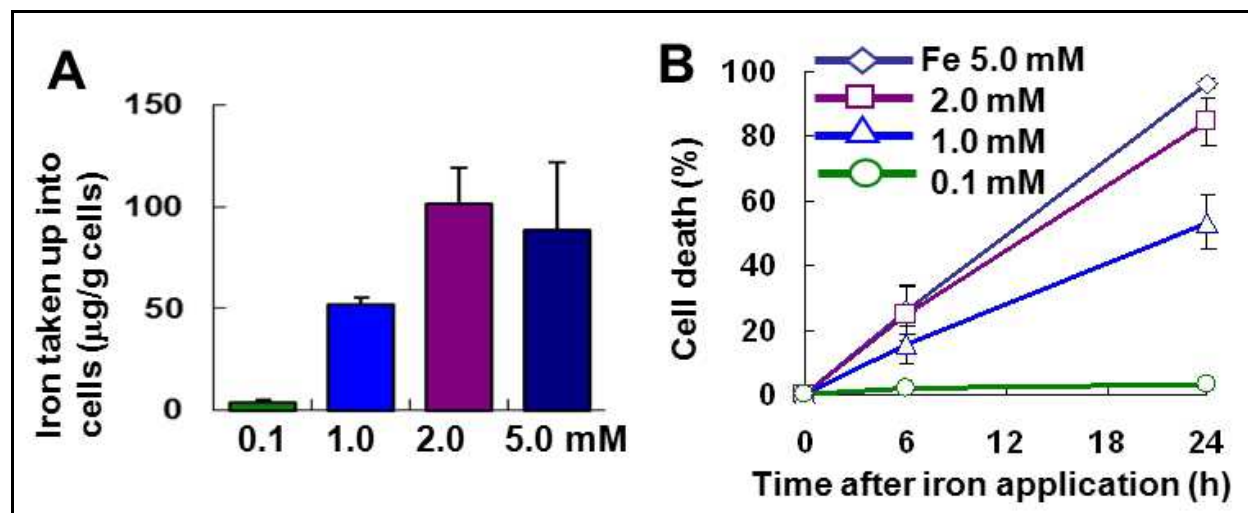 A
Iron taken up into
cells (μg/g cells)
150
100
50
0
0.1 1.0 2.0 5.0 mM
B
Fe 5.0 mM
2.0 mM
1.0 mM
0.1 mM
Cell death (%)
100
80
60
40
20
0
0 6 12 18 24
Time after iron application (h)